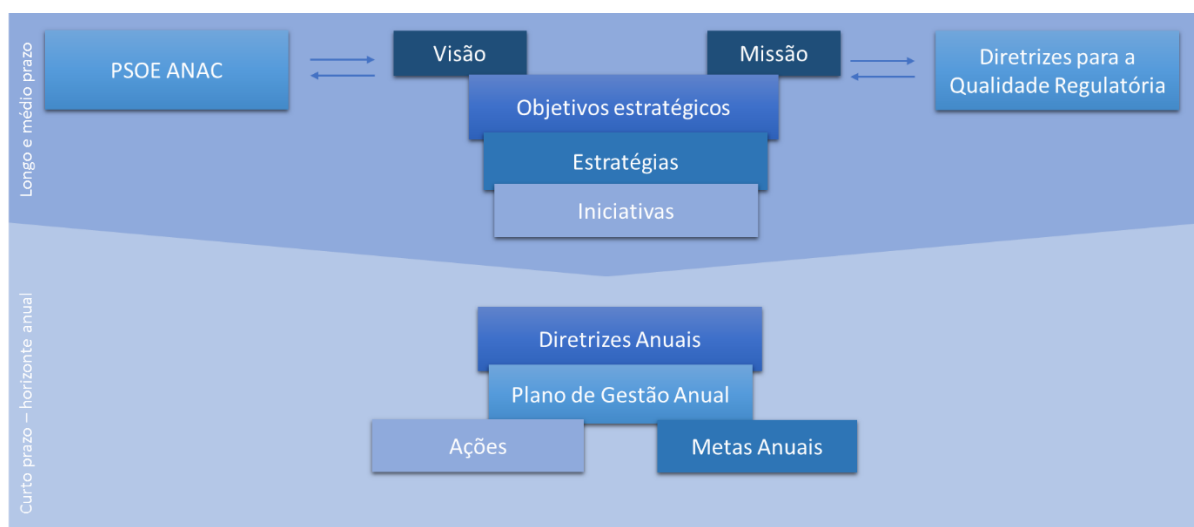 Longo e médio prazo
PSOE ANAC
Visão
Missão
Diretrizes para a
Qualidade Regulatória
Objetivos estratégicos
Estratégias
Iniciativas
Curto prazo – horizonte anual
Diretrizes Anuais
Plano de Gestão Anual
Ações
Metas Anuais